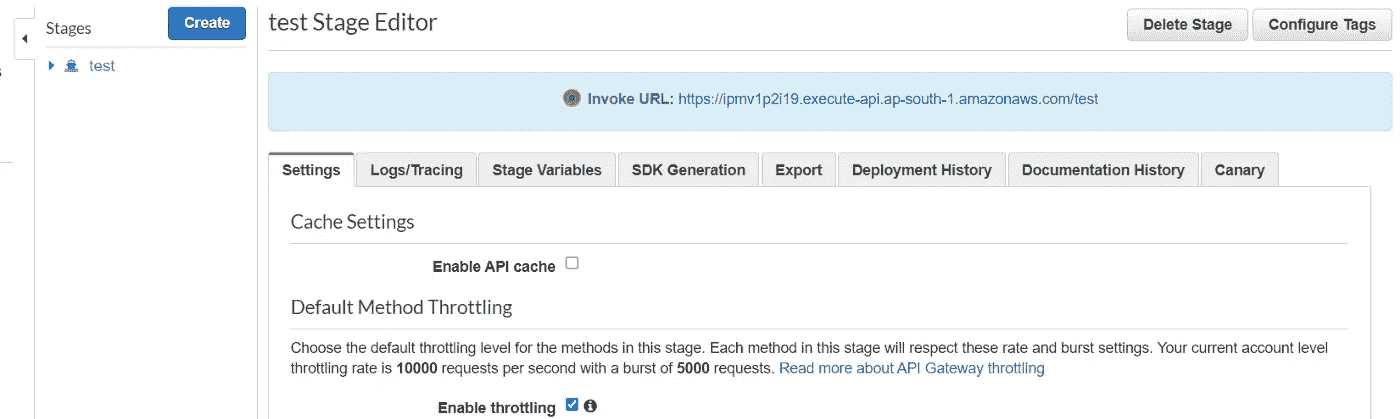 Stages
Create
test
test Stage Editor
Delete Stage
Configure Tags
Invoke URL: https://ipmv1p2i19.execute-api.ap-south-1.amazonaws.com/test
Settings
Logs/Tracing
Stage Variables
SDK Generation
Export
Deployment History
Documentation History
Canary
Cache Settings
Enable API cache
Default Method Throttling
Choose the default throttling level for the methods in this stage. Each method in this stage will respect these rate and burst settings. Your current account level
throttling rate is 10000 requests per second with a burst of 5000 requests. Read more about API Gateway throttling
Enable throttling